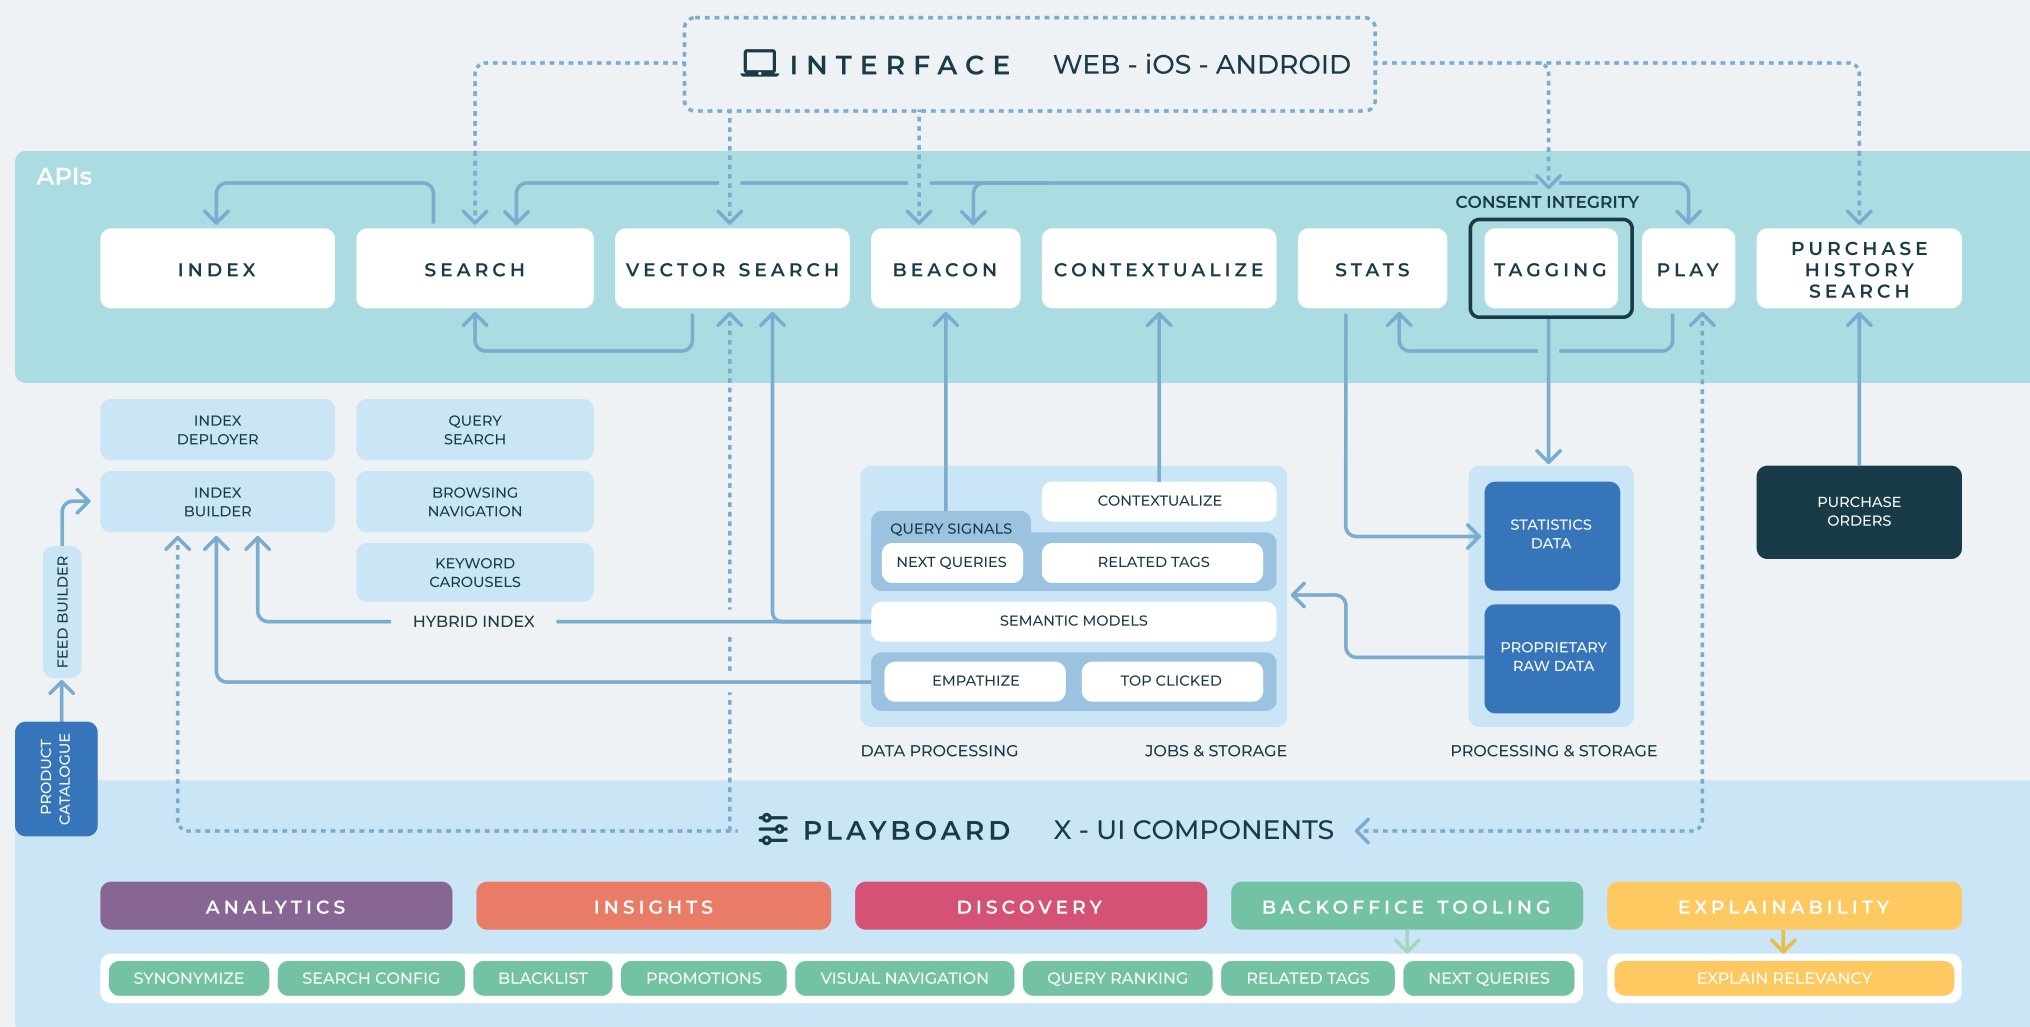 INTERFACE WEB - iOS - ANDROID
APIs
CONSENT INTEGRITY
INDEX
SEARCH
VECTOR SEARCH
BEACON
CONTEXTUALIZE
STATS
TAGGING
PLAY
PURCHASE
HISTORY
SEARCH
INDEX
DEPLOYER
QUERY
SEARCH
INDEX
BUILDER
BROWSING
NAVIGATION
KEYWORD
CAROUSELS
HYBRID INDEX
FEED BUILDER
PRODUCT
CATALOGUE
CONTEXTUALIZE
QUERY SIGNALS
NEXT QUERIES
RELATED TAGS
SEMANTIC MODELS
EMPATHIZE
TOP CLICKED
DATA PROCESSING
JOBS & STORAGE
STATISTICS
DATA
PROPRIETARY
RAW DATA
PROCESSING & STORAGE
PURCHASE
ORDERS
PLAYBOARD X - UI COMPONENTS
ANALYTICS
INSIGHTS
DISCOVERY
BACKOFFICE TOOLING
EXPLAINABILITY
SYNONYMIZE
SEARCH CONFIG
BLACKLIST
PROMOTIONS
VISUAL NAVIGATION
QUERY RANKING
RELATED TAGS
NEXT QUERIES
EXPLAIN RELEVANCY